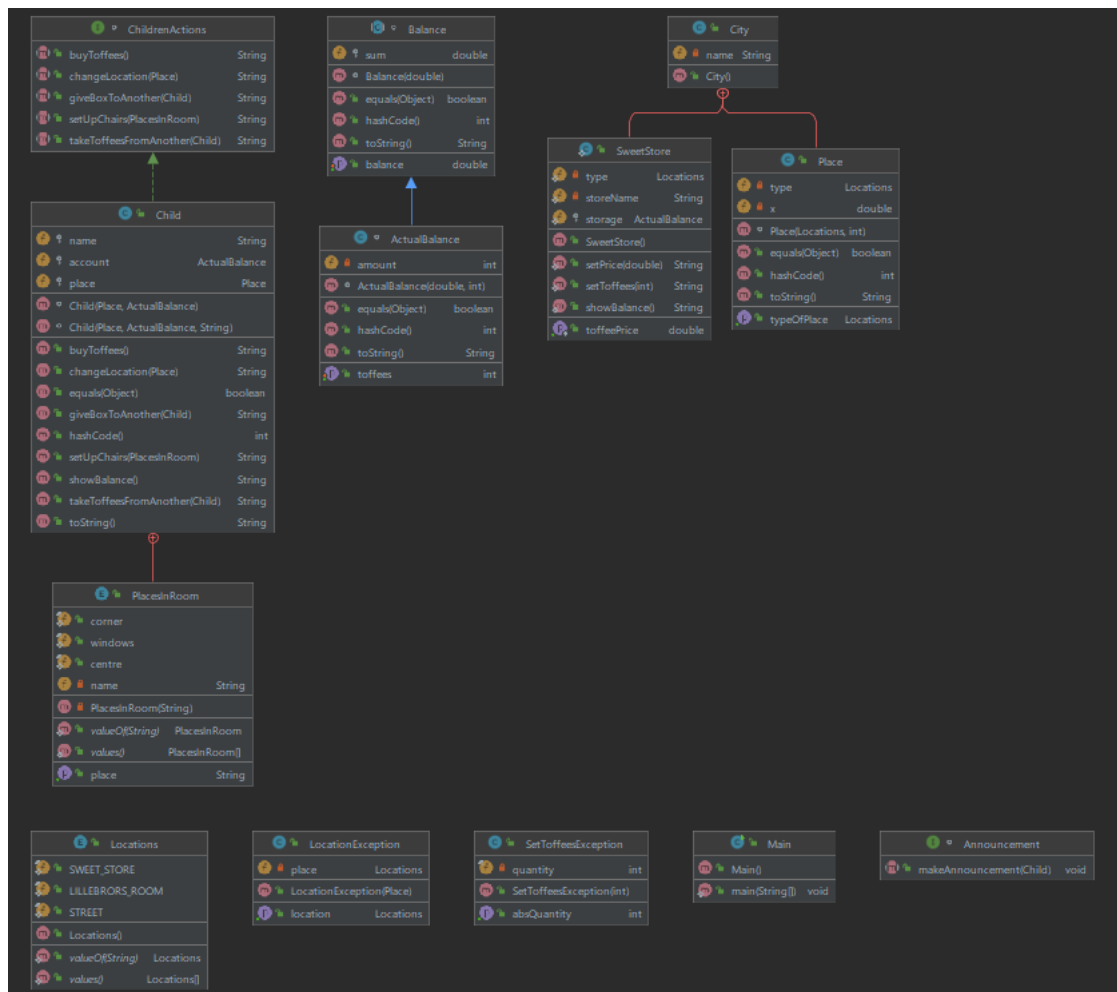 ChildrenActions
buyToffees() String
changeLocation(Place) String
giveBoxToAnother(Child) String
setUpChairs(PlacesInRoom) String
takeToffeesFromAnother(Child) String
Child
name String
account ActualBalance
place Place
Child(Place, ActualBalance)
Child(Place, ActualBalance, String)
buyToffees() String
changeLocation(Place) String
equals(Object) boolean
giveBoxToAnother(Child) String
hashCode() int
setUpChairs(PlacesInRoom) String
showBalance() String
takeToffeesFromAnother(Child) String
toString() String
PlacesInRoom
corner
windows
centre
name String
PlacesInRoom(String)
valueOf(String) PlacesInRoom
values() PlacesInRoom[]
place String
Balance
sum double
Balance(double)
equals(Object) boolean
hashCode() int
toString() String
balance double
ActualBalance
amount int
ActualBalance(double, int)
equals(Object) boolean
hashCode() int
toString() String
toffees int
City
name String
City()
SweetStore
type Locations
storeName String
storage ActualBalance
SweetStore()
setPrice(double) String
setToffees(int) String
showBalance() String
toffeePrice double
Place
type Locations
x double
Place(Locations, int)
equals(Object) boolean
hashCode() int
toString() String
typeOfPlace Locations
Locations
SWEET_STORE
LILLEBRORS_ROOM
STREET
Locations()
valueOf(String) Locations
values() Locations[]
LocationException
place Locations
LocationException(Place)
location Locations
SetToffeesException
quantity int
SetToffeesException(int)
absQuantity int
Main
Main()
main(String[]) void
Announcement
makeAnnouncement(Child) void